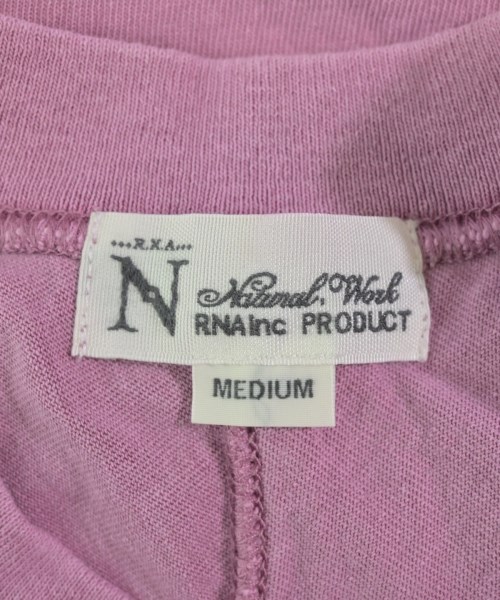 ...R.N.A...
N Natural, Work
RNAInc PRODUCT
MEDIUM